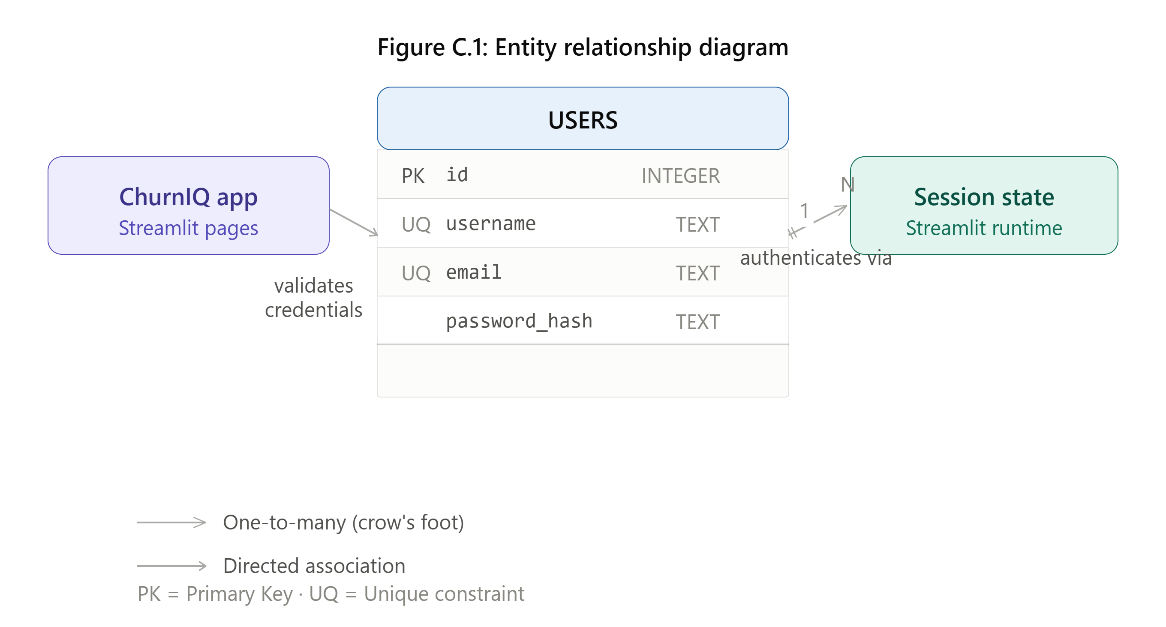 Figure C.1: Entity relationship diagram
USERS
ChurnIQ app
Streamlit pages
validates
credentials
PK id INTEGER
UQ username TEXT
UQ email TEXT
password_hash TEXT
1
N
authenticates via
Session state
Streamlit runtime
One-to-many (crow's foot)
Directed association
PK = Primary Key · UQ = Unique constraint